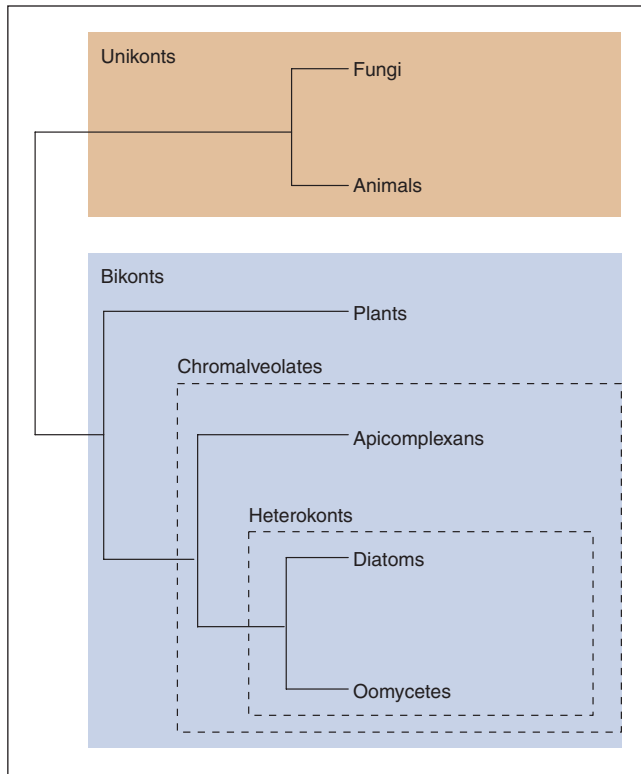 Unikonts
Fungi
Animals
Bikonts
Plants
Chromalveolates
Apicomplexans
Heterokonts
Diatoms
Oomycetes